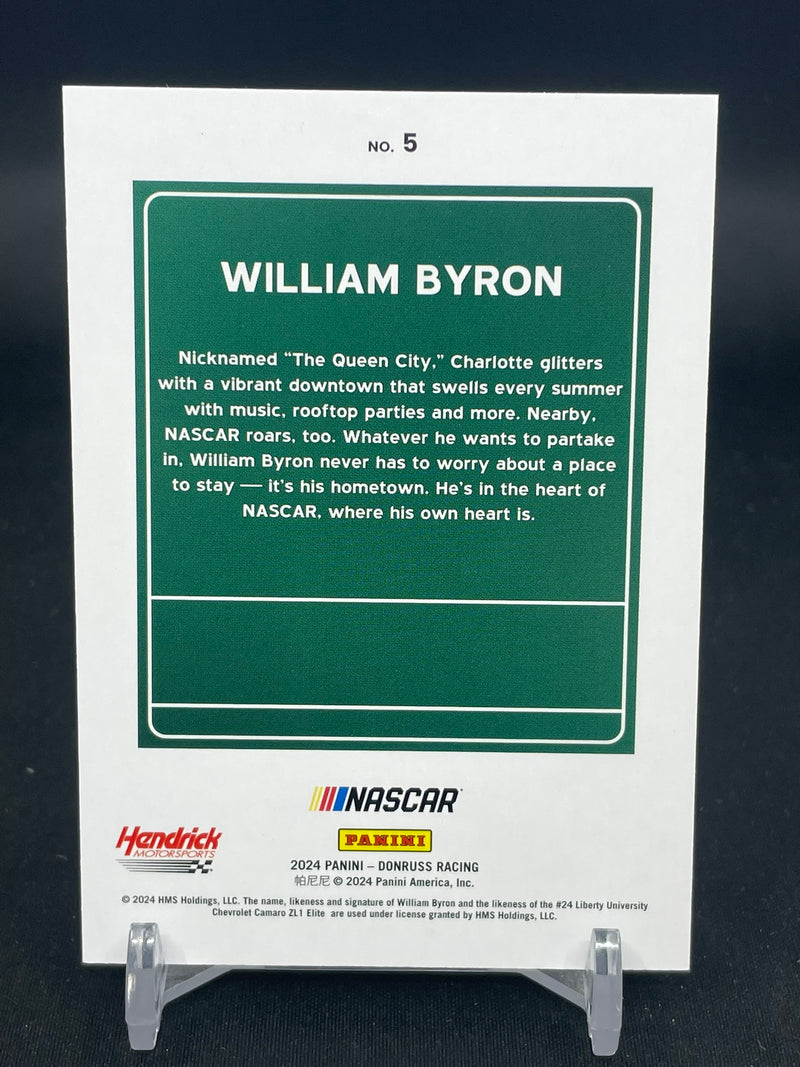 NO. 5
WILLIAM BYRON
Nicknamed “The Queen City,” Charlotte glitters
with a vibrant downtown that swells every summer
with music, rooftop parties and more. Nearby,
NASCAR roars, too. Whatever he wants to partake
in, William Byron never has to worry about a place
to stay — it’s his hometown. He’s in the heart of
NASCAR, where his own heart is.
NASCAR
Hendrick
MOTORSPORTS
PANINI
2024 PANINI – DONRUSS RACING
帕尼尼 © 2024 Panini America, Inc.
© 2024 HMS Holdings, LLC. The name, likeness and signature of William Byron and the likeness of the #24 Liberty University
Chevrolet Camaro ZL1 Elite are used under license granted by HMS Holdings, LLC.